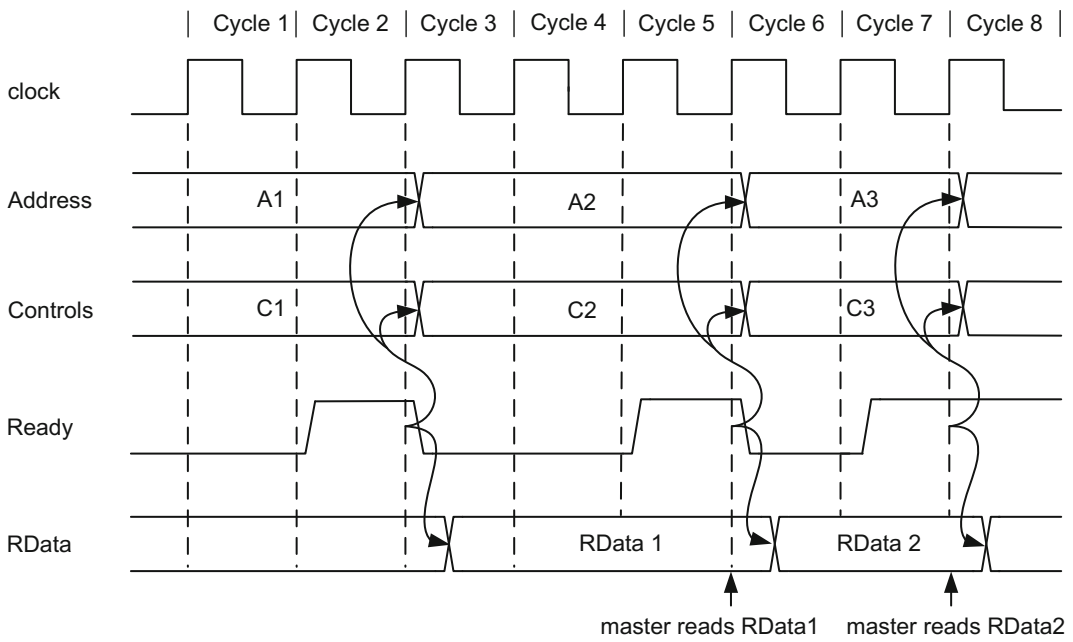 Cycle 1 Cycle 2 Cycle 3 Cycle 4 Cycle 5 Cycle 6 Cycle 7 Cycle 8
clock
Address A1 A2 A3
Controls C1 C2 C3
Ready
RData RData 1 RData 2
master reads RData1 master reads RData2